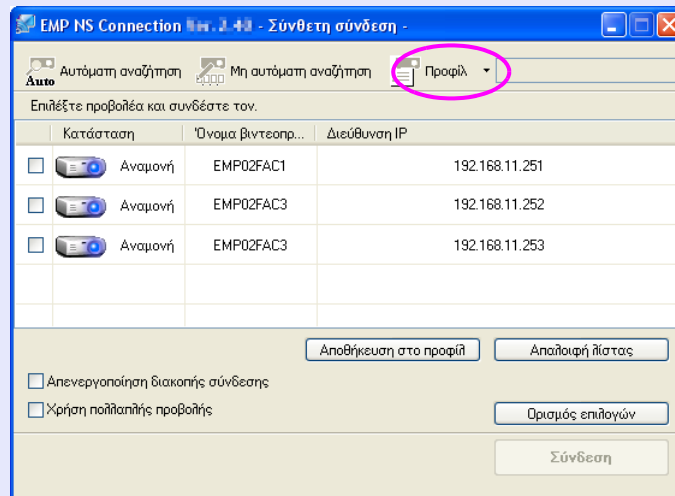 EMP NS Connection - Σύνθετη σύνδεση -
Auto Αυτόματη αναζήτηση Μη αυτόματη αναζήτηση Προφίλ
Επιλέξτε προβολέα και συνδέστε τον.
Κατάσταση Όνομα βιντεοπρ... Διεύθυνση IP
Αναμονή EMP02FAC1 192.168.11.251
Αναμονή EMP02FAC3 192.168.11.252
Αναμονή EMP02FAC3 192.168.11.253
Αποθήκευση στο προφίλ Απαλοιφή λίστας
Απενεργοποίηση διακοπής σύνδεσης
Χρήση πολλαπλής προβολής Ορισμός επιλογών
Σύνδεση